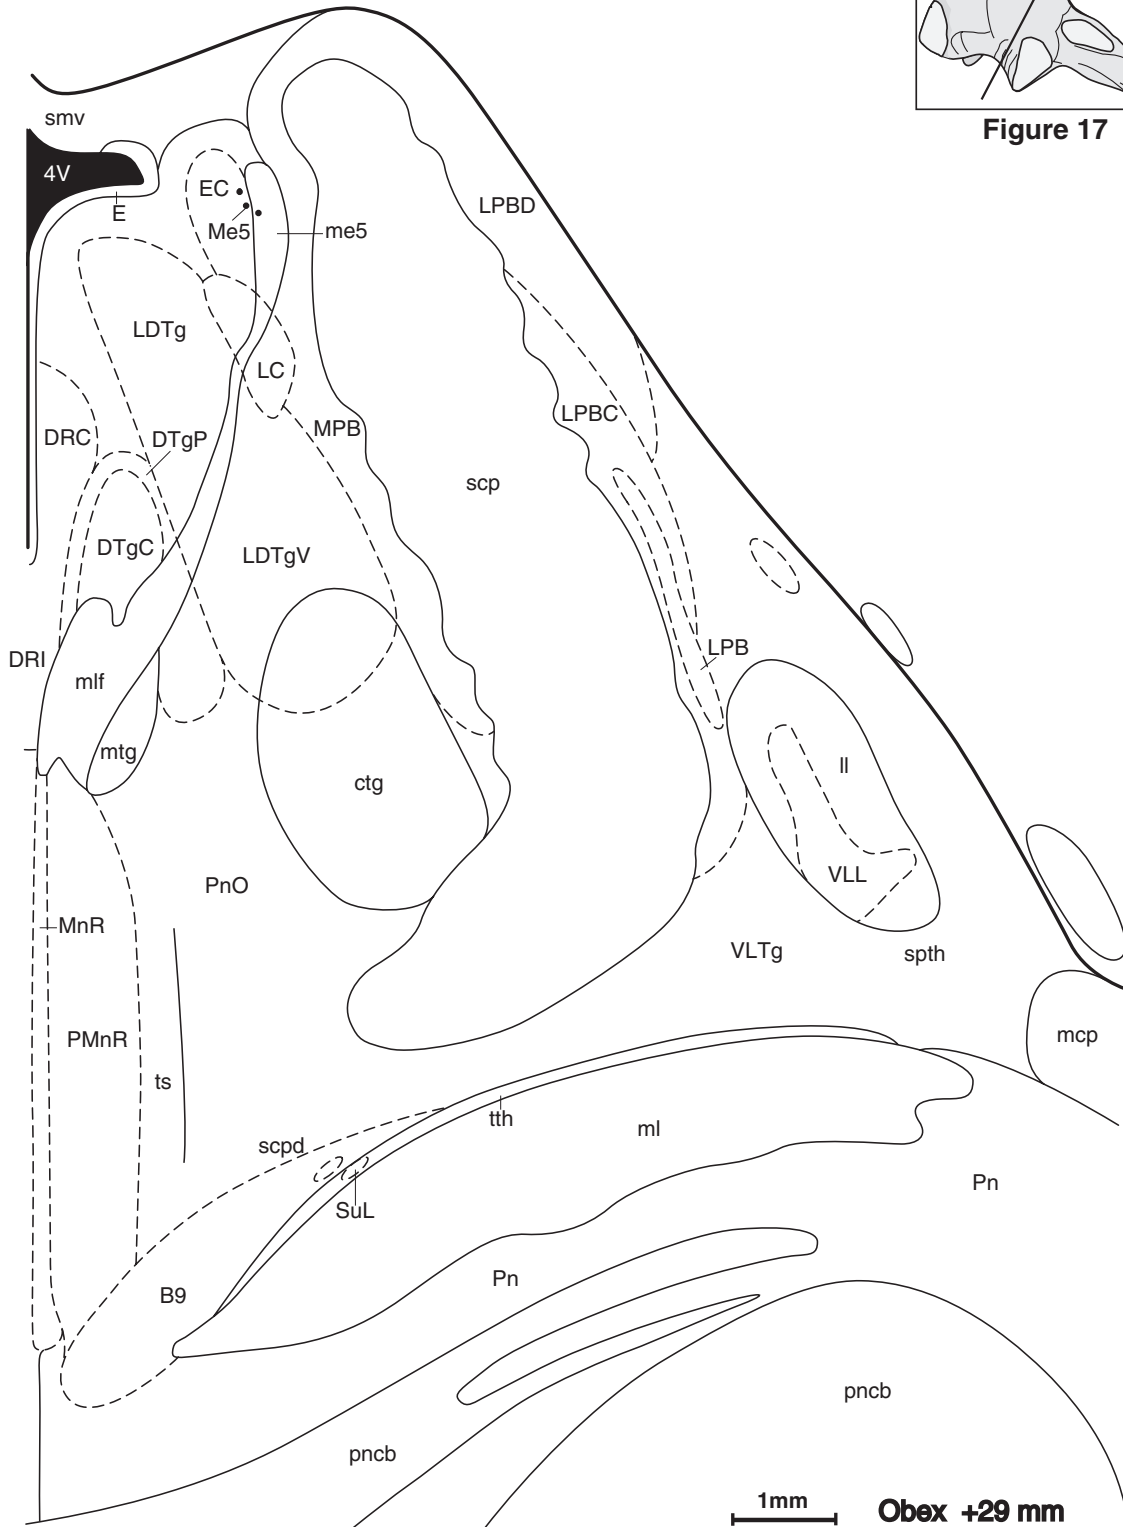 Figure 17
smv
4V
E
EC
Me5
me5
LPBD
LDTg
LC
LPBC
DRC
DTgP
MPB
scp
DTgC
LDTgV
DRI
LPB
mlf
mtg
ctg
ll
VLL
PnO
MnR
VLTg
spth
PMnR
mcp
ts
tth
ml
scpd
Pn
SuL
Pn
B9
pncb
pncb
1mm
Obex +29 mm